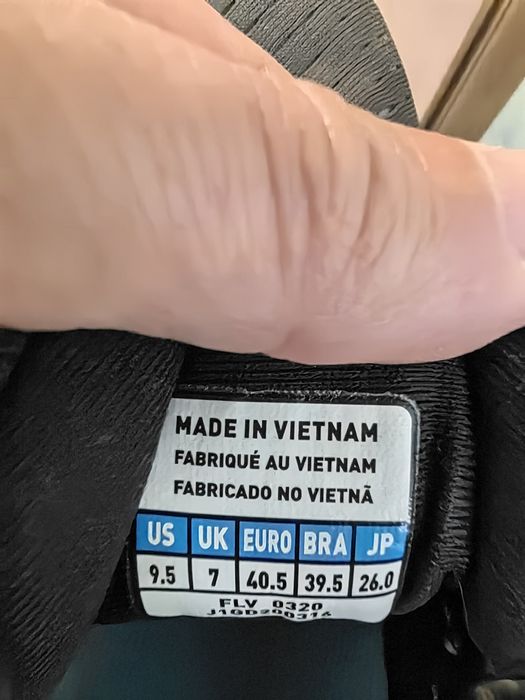 MADE IN VIETNAM
FABRIQUÉ AU VIETNAM
FABRICADO NO VIETNÃ
US UK EURO BRA JP
9.5 7 40.5 39.5 26.0
FLV 0320